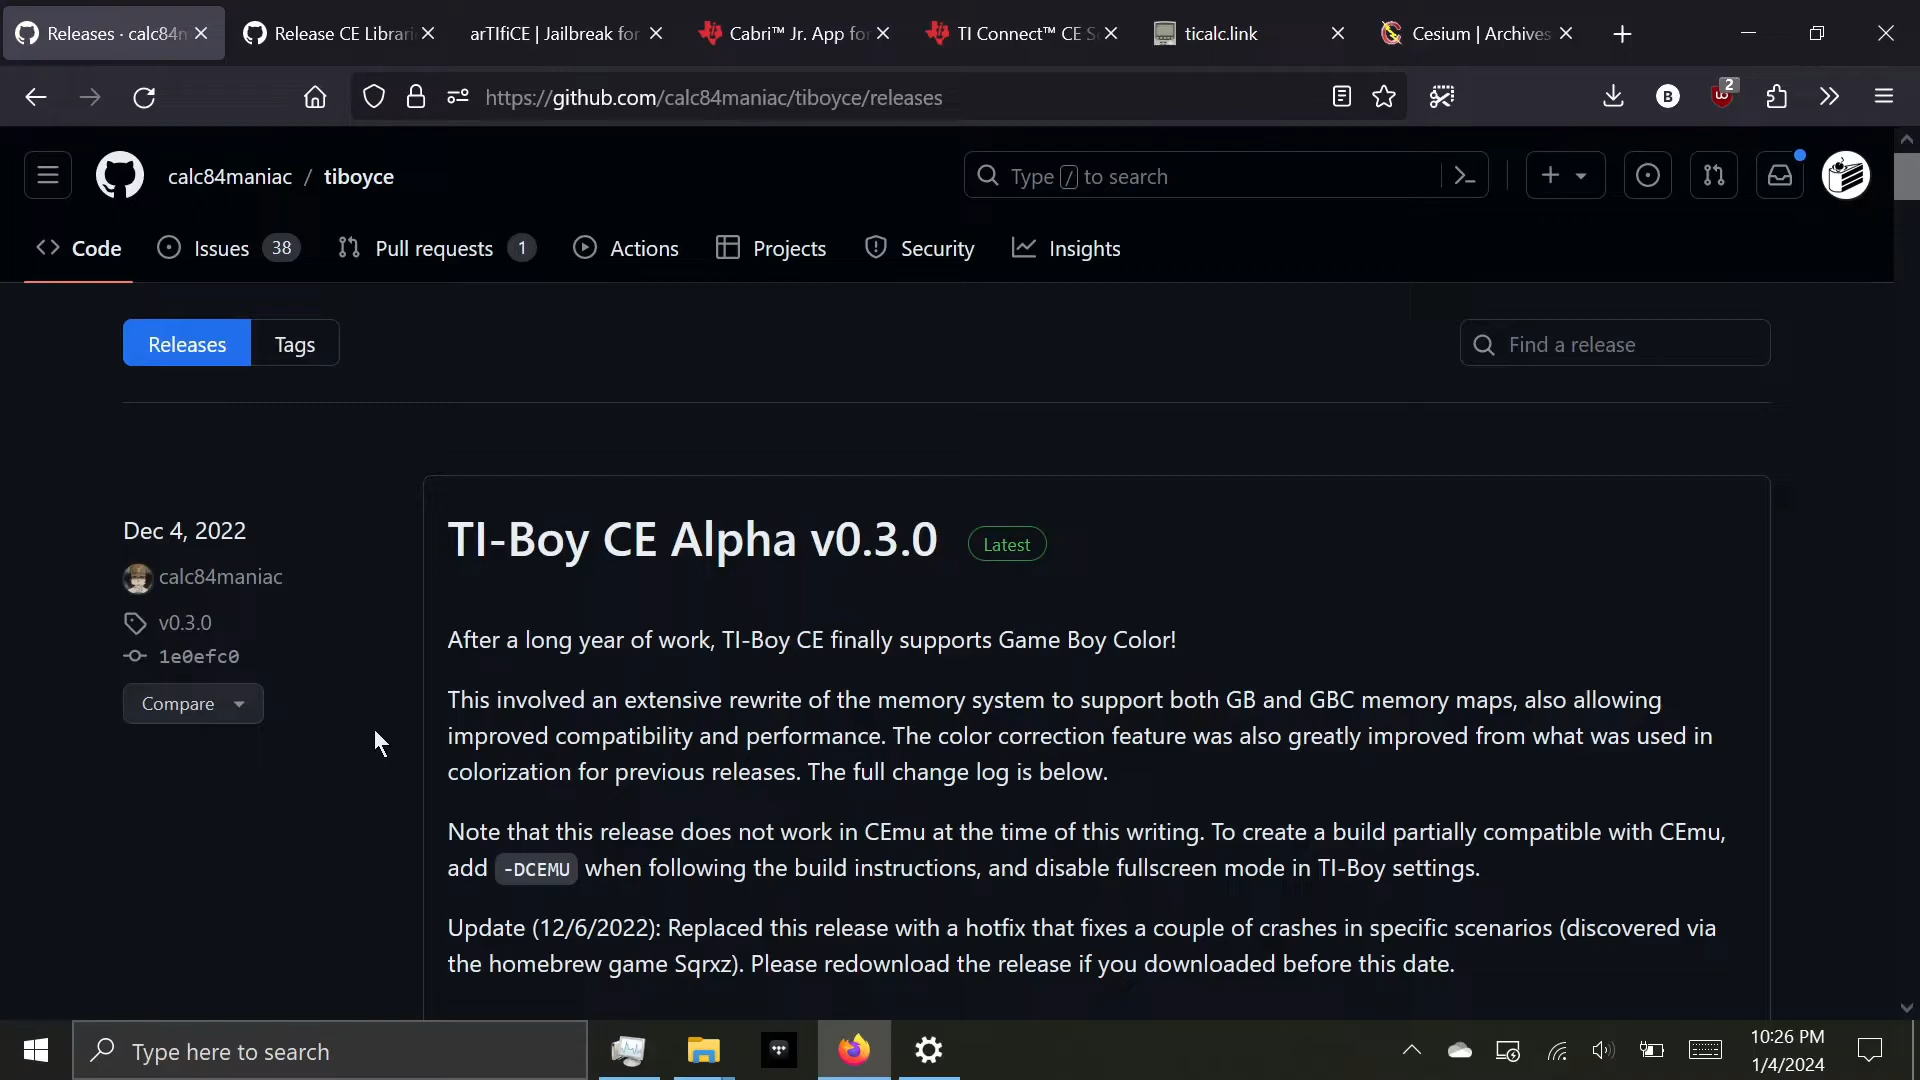 Releases · calc84m
Release CE Librari
arTIfiCE | Jailbreak for
Cabri™ Jr. App for
TI Connect™ CE S
ticalc.link
Cesium | Archives
https://github.com/calc84maniac/tiboyce/releases
B
2
calc84maniac / tiboyce
Type / to search
Code
Issues 38
Pull requests 1
Actions
Projects
Security
Insights
Releases
Tags
Find a release
Dec 4, 2022
calc84maniac
v0.3.0
1e0efc0
Compare
TI-Boy CE Alpha v0.3.0 Latest
After a long year of work, TI-Boy CE finally supports Game Boy Color!
This involved an extensive rewrite of the memory system to support both GB and GBC memory maps, also allowing
improved compatibility and performance. The color correction feature was also greatly improved from what was used in
colorization for previous releases. The full change log is below.
Note that this release does not work in CEmu at the time of this writing. To create a build partially compatible with CEmu,
add -DCEMU when following the build instructions, and disable fullscreen mode in TI-Boy settings.
Update (12/6/2022): Replaced this release with a hotfix that fixes a couple of crashes in specific scenarios (discovered via
the homebrew game Sqrxz). Please redownload the release if you downloaded before this date.
Type here to search
10:26 PM
1/4/2024